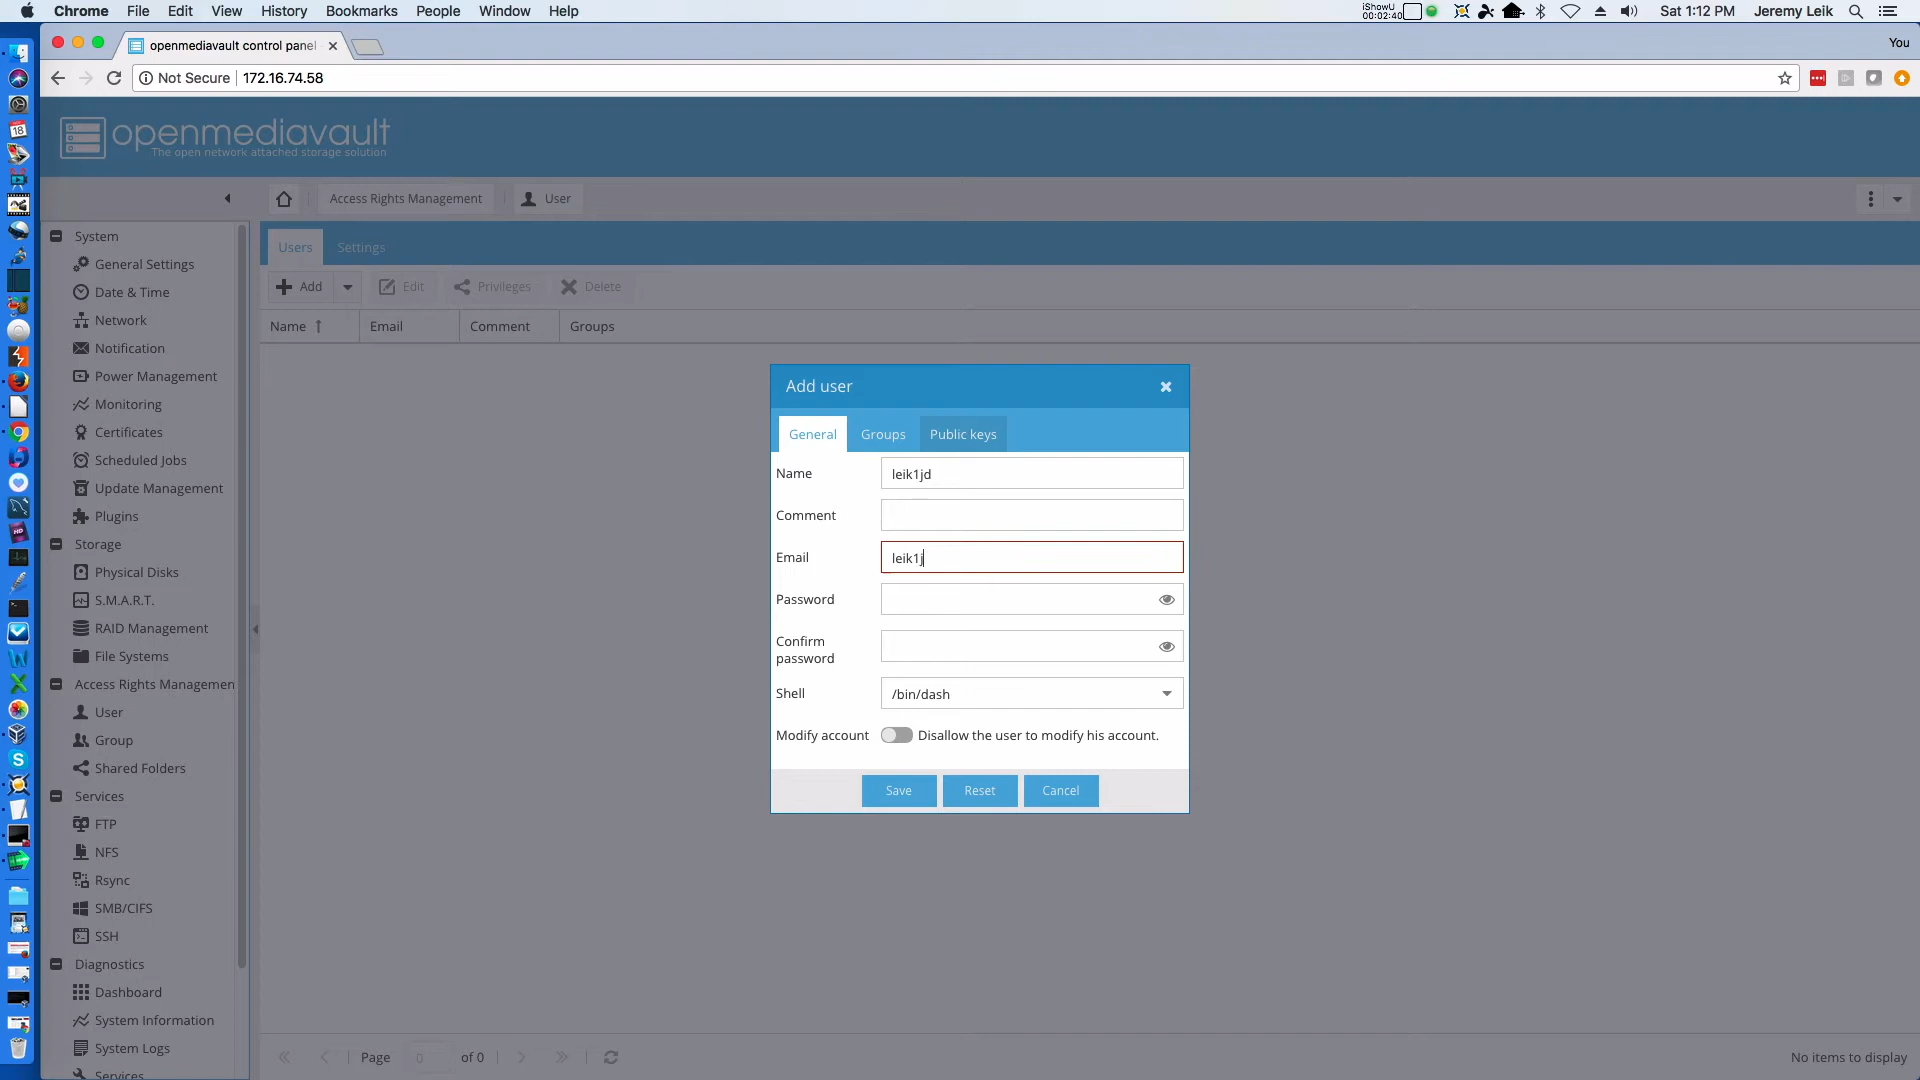 Chrome File Edit View History Bookmarks People Window Help
iShowU
00:02:40
Sat 1:12 PM Jeremy Leik
openmediavault control panel
You
Not Secure 172.16.74.58
openmediavault
The open network attached storage solution
Access Rights Management User
System
General Settings
Date & Time
Network
Notification
Power Management
Monitoring
Certificates
Scheduled Jobs
Update Management
Plugins
Storage
Physical Disks
S.M.A.R.T.
RAID Management
File Systems
Access Rights Managemen
User
Group
Shared Folders
Services
FTP
NFS
Rsync
SMB/CIFS
SSH
Diagnostics
Dashboard
System Information
System Logs
Services
Users Settings
Add Edit Privileges Delete
Name Email Comment Groups
Add user
General Groups Public keys
Name leik1jd
Comment
Email leik1j
Password
Confirm
password
Shell /bin/dash
Modify account Disallow the user to modify his account.
Save Reset Cancel
Page 0 of 0
No items to display